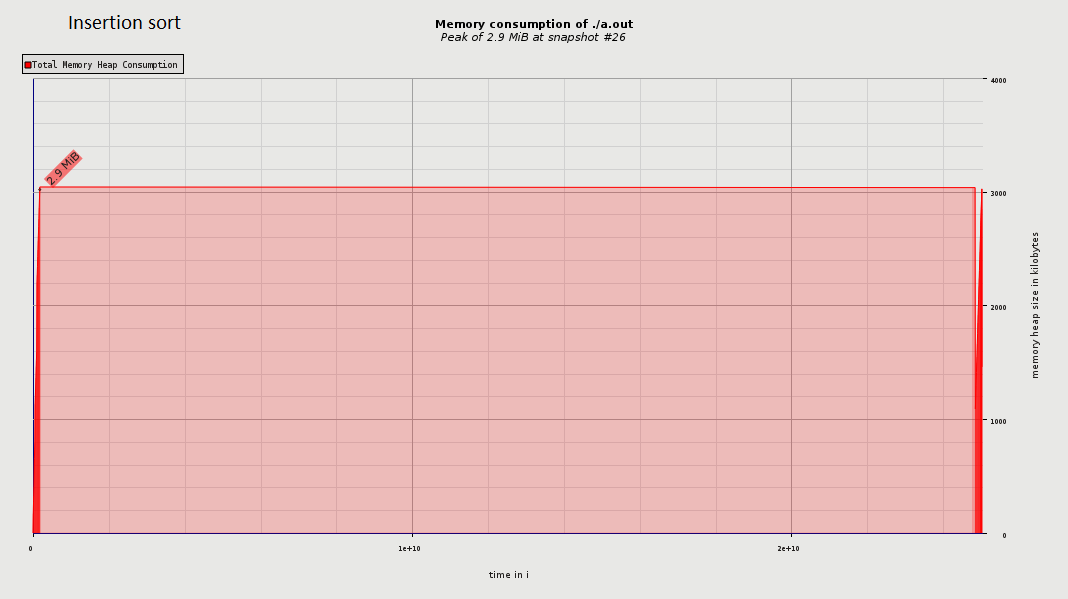 Insertion sort
Memory consumption of ./a.out
Peak of 2.9 MiB at snapshot #26
Total Memory Heap Consumption
2.9 MiB
4000
3000
2000
1000
0
memory heap size in kilobytes
0
1e+10
2e+10
time in i